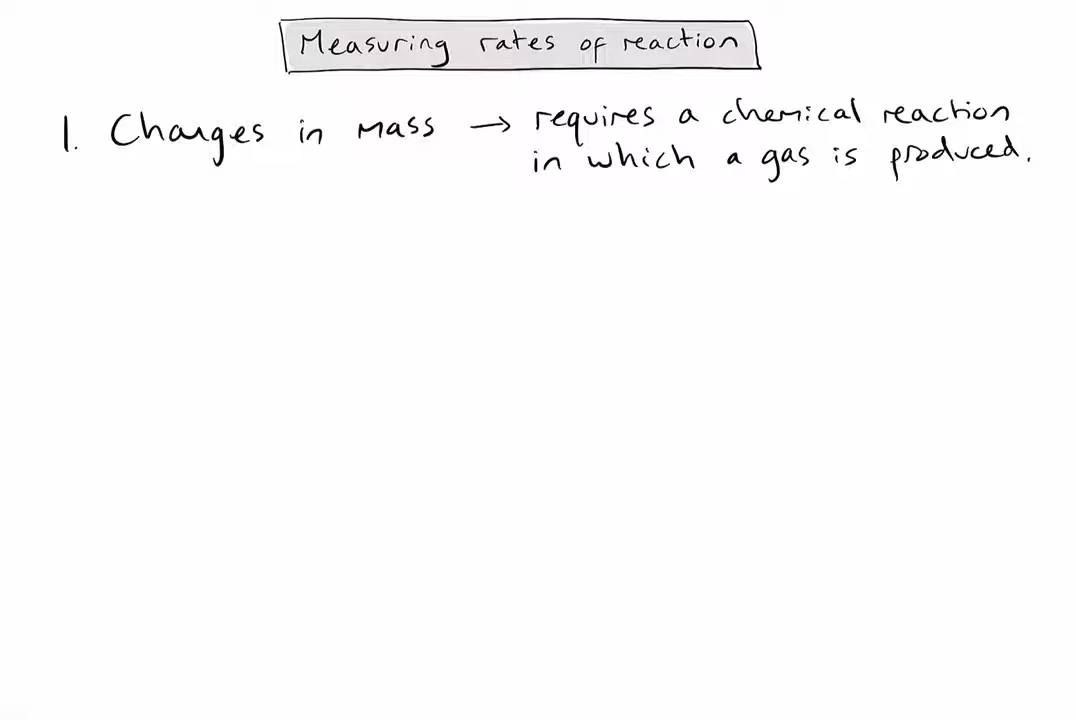 Measuring rates of reaction
1. Changes in mass → requires a chemical reaction
in which a gas is produced.